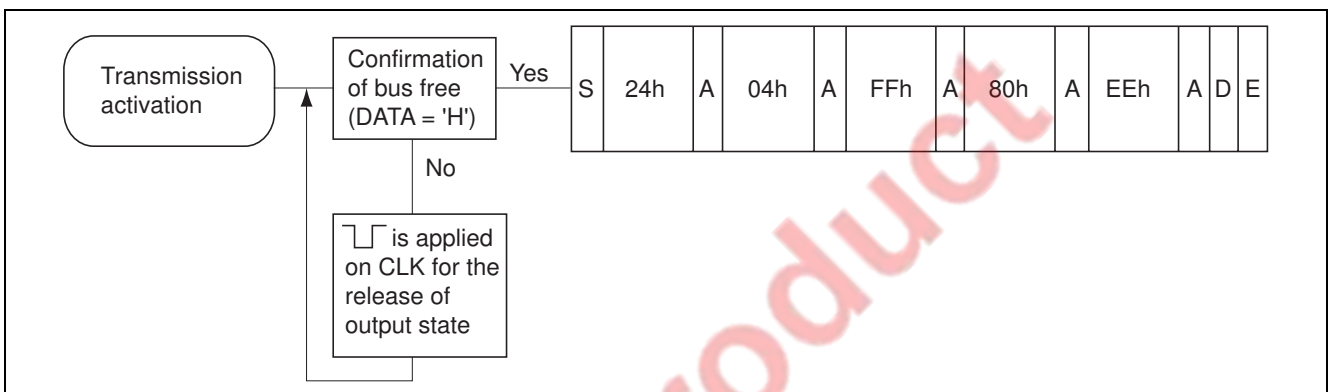 Transmission
activation
Confirmation
of bus free
(DATA = 'H')
Yes
No
is applied
on CLK for the
release of
output state
S 24h A 04h A FFh A 80h A EEh A D E
roduct